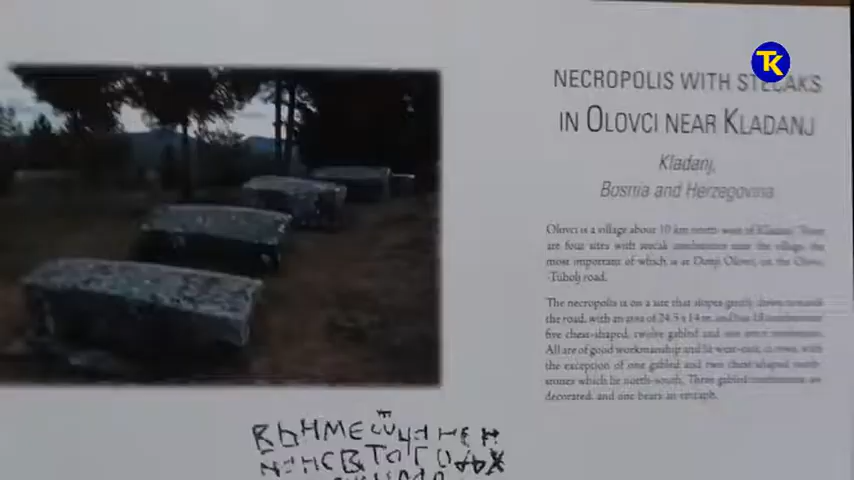 TK
NECROPOLIS WITH STEĆAKS
IN OLOVCI NEAR KLADANJ
Kladanj,
Bosnia and Herzegovina
Olovci is a village about 10 km north-west of Kladanj. There
are four sites with stećak tombstones near the village, the
most important of which is at Donji Olovci, on the Olovo
-Tuholj road.
The necropolis is on a site that slopes gently down towards
the road, with an area of 24.5 x 14 m, and has 18 tombstones
five chest-shaped, twelve gabled and one
All are of good workmanship and lie west-east, in rows, with
the exception of one gabled and two chest-shaped tomb-
stones which lie north-south. Three gabled tombstones are
decorated, and one bears an epitaph.